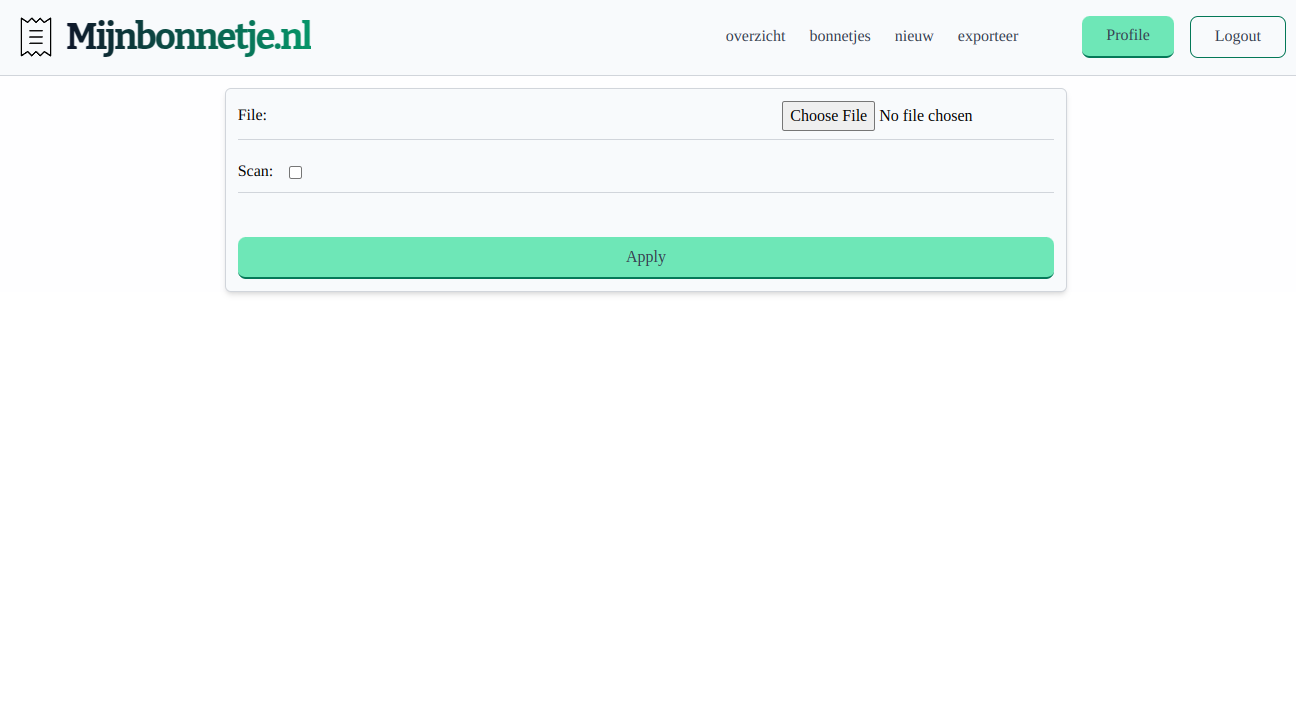 Mijnbonnetje.nl overzicht bonnetjes nieuw exporteer Profile Logout
File: Choose File No file chosen
Scan:
Apply